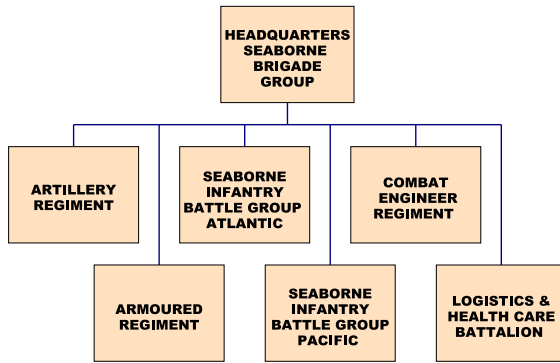 HEADQUARTERS
SEABORNE
BRIGADE
GROUP
ARTILLERY
REGIMENT
SEABORNE
INFANTRY
BATTLE GROUP
ATLANTIC
COMBAT
ENGINEER
REGIMENT
ARMOURED
REGIMENT
SEABORNE
INFANTRY
BATTLE GROUP
PACIFIC
LOGISTICS &
HEALTH CARE
BATTALION